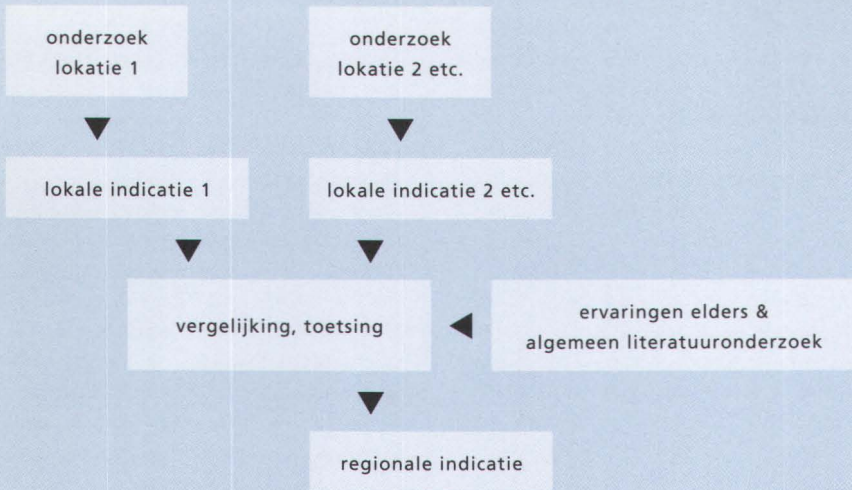 onderzoek
lokatie 1
onderzoek
lokatie 2 etc.
lokale indicatie 1
lokale indicatie 2 etc.
vergelijking, toetsing
ervaringen elders &
algemeen literatuuronderzoek
regionale indicatie